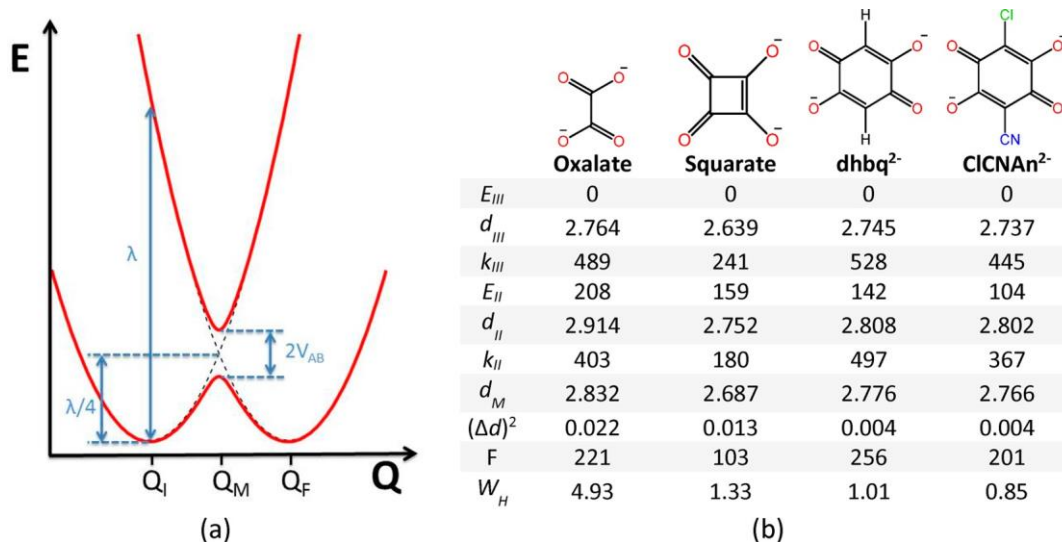 E
λ
2V_AB
λ/4
Q_I Q_M Q_F Q
(a)
O O⁻ ⁻O O
O O⁻ O O⁻
H O O⁻ ⁻O O H
Cl O O⁻ ⁻O O CN
Oxalate Squarate dhbq²⁻ ClCNAn²⁻
E_III 0 0 0 0
d_III 2.764 2.639 2.745 2.737
k_III 489 241 528 445
E_II 208 159 142 104
d_II 2.914 2.752 2.808 2.802
k_II 403 180 497 367
d_M 2.832 2.687 2.776 2.766
(Δd)² 0.022 0.013 0.004 0.004
F 221 103 256 201
W_H 4.93 1.33 1.01 0.85
(b)